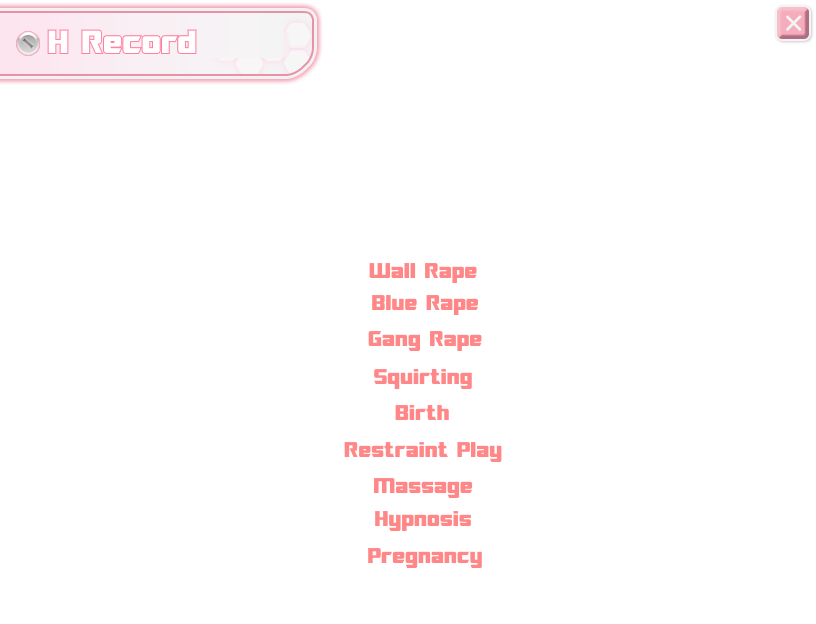 H Record
Wall Rape
Blue Rape
Gang Rape
Squirting
Birth
Restraint Play
Massage
Hypnosis
Pregnancy